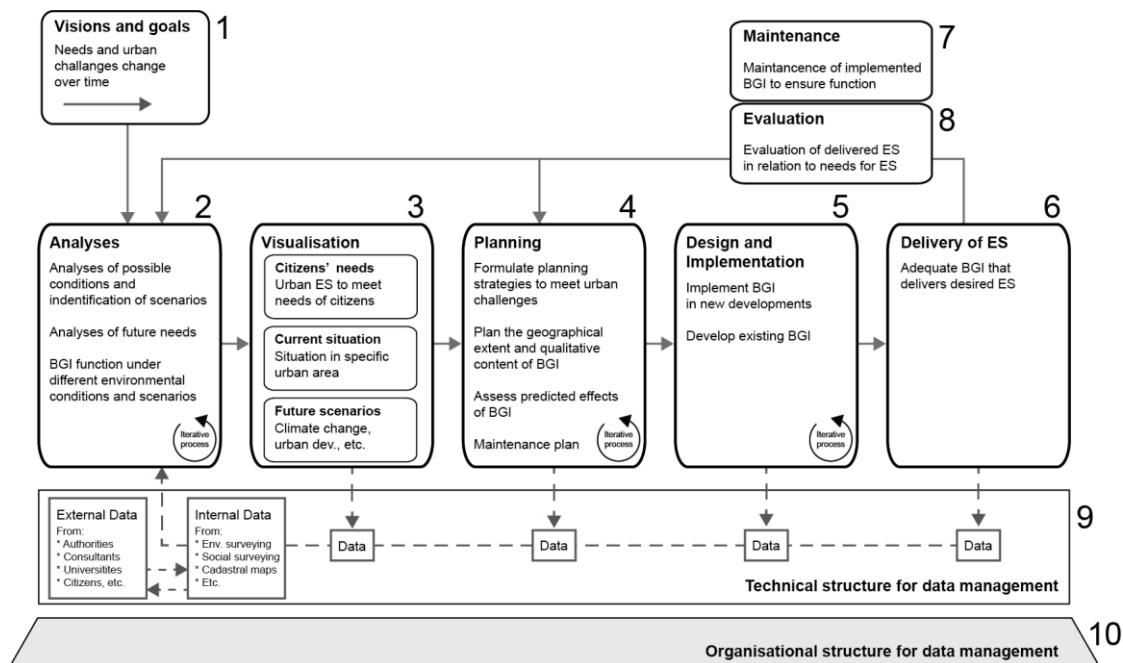 Visions and goals
1
Needs and urban
challanges change
over time
Maintenance
7
Maintancence of implemented
BGI to ensure function
Evaluation
8
Evaluation of delivered ES
in relation to needs for ES
2
Analyses
Analyses of possible
conditions and
indentification of scenarios
Analyses of future needs
BGI function under
different environmental
conditions and scenarios
Iterative
process
3
Visualisation
Citizens' needs
Urban ES to meet
needs of citizens
Current situation
Situation in specific
urban area
Future scenarios
Climate change,
urban dev., etc.
4
Planning
Formulate planning
strategies to meet urban
challenges
Plan the geographical
extent and qualitative
content of BGI
Assess predicted effects
of BGI
Maintenance plan
Iterative
process
5
Design and
Implementation
Implement BGI
in new developments
Develop existing BGI
Iterative
process
6
Delivery of ES
Adequate BGI that
delivers desired ES
External Data
From:
* Authorities
* Consultants
* Universitites
* Citizens, etc.
Internal Data
From:
* Env. surveying
* Social surveying
* Cadastral maps
* Etc.
Data
Data
Data
Data
9
Technical structure for data management
10
Organisational structure for data management